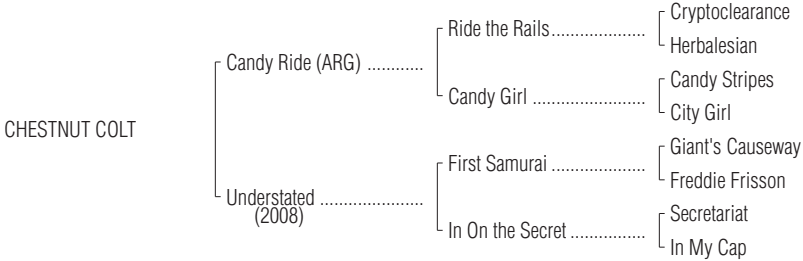 Cryptoclearance
Ride the Rails.....................
Herbalesian
Candy Ride (ARG) ............
Candy Stripes
Candy Girl .........................
City Girl
CHESTNUT COLT
Giant's Causeway
First Samurai .....................
Freddie Frisson
Understated ......................
(2008)
Secretariat
In On the Secret ................
In My Cap